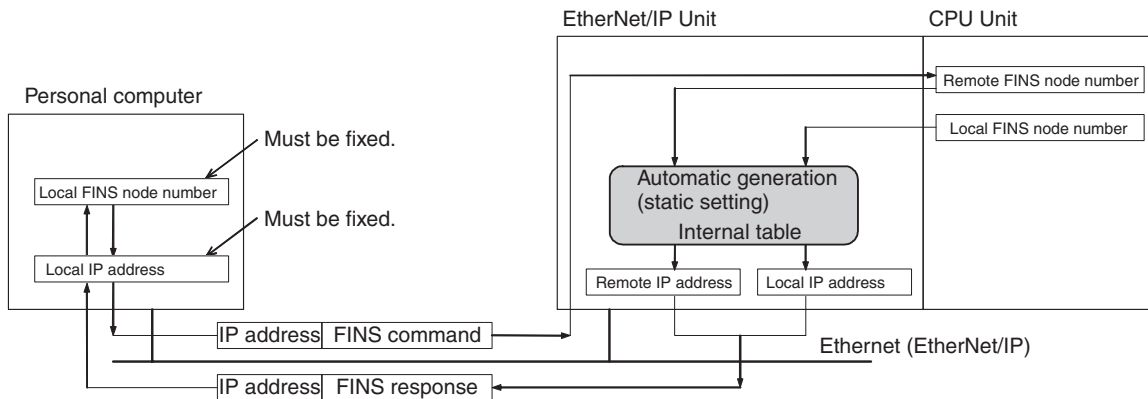 EtherNet/IP Unit
CPU Unit
Personal computer
Remote FINS node number
Local FINS node number
Must be fixed.
Local FINS node number
Must be fixed.
Local IP address
Automatic generation
(static setting)
Internal table
Remote IP address
Local IP address
IP address
FINS command
Ethernet (EtherNet/IP)
IP address
FINS response